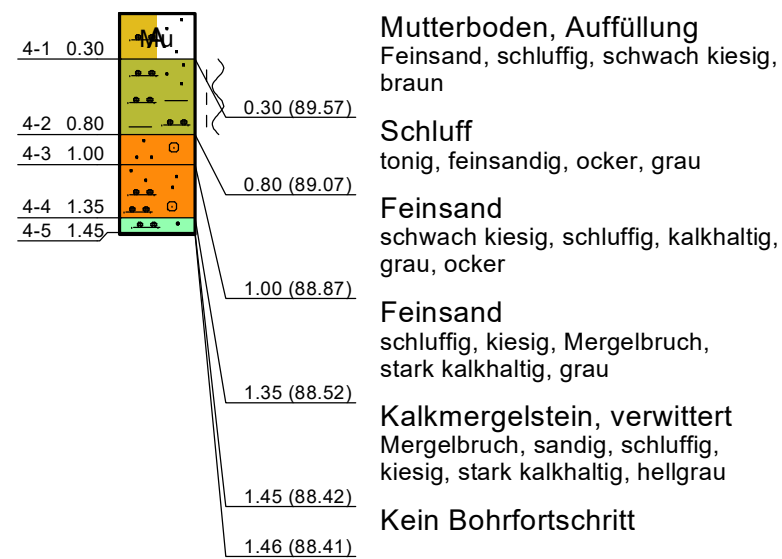 Mu
A
4-1 0.30
4-2 0.80
4-3 1.00
4-4 1.35
4-5 1.45
0.30 (89.57)
0.80 (89.07)
1.00 (88.87)
1.35 (88.52)
1.45 (88.42)
1.46 (88.41)
Mutterboden, Auffüllung
Feinsand, schluffig, schwach kiesig,
braun
Schluff
tonig, feinsandig, ocker, grau
Feinsand
schwach kiesig, schluffig, kalkhaltig,
grau, ocker
Feinsand
schluffig, kiesig, Mergelbruch,
stark kalkhaltig, grau
Kalkmergelstein, verwittert
Mergelbruch, sandig, schluffig,
kiesig, stark kalkhaltig, hellgrau
Kein Bohrfortschritt